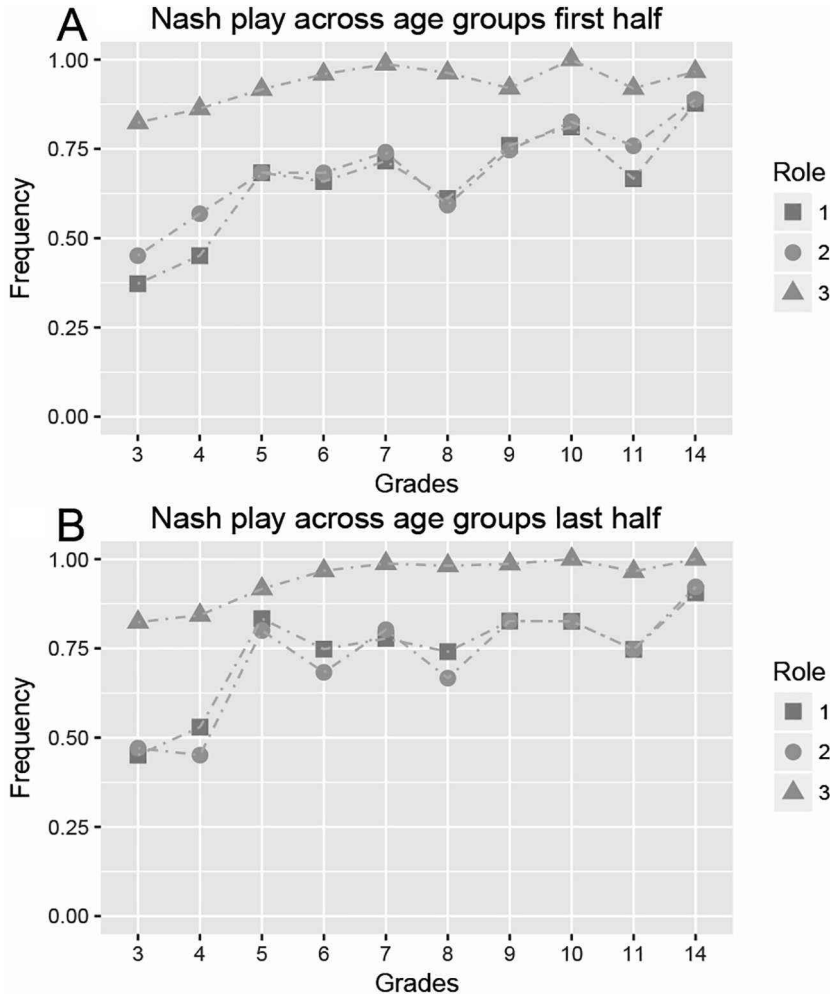 A
Nash play across age groups first half
1.00
0.75
0.50
0.25
0.00
Frequency
3 4 5 6 7 8 9 10 11 14
Grades
Role
1
2
3
B
Nash play across age groups last half
1.00
0.75
0.50
0.25
0.00
Frequency
3 4 5 6 7 8 9 10 11 14
Grades
Role
1
2
3